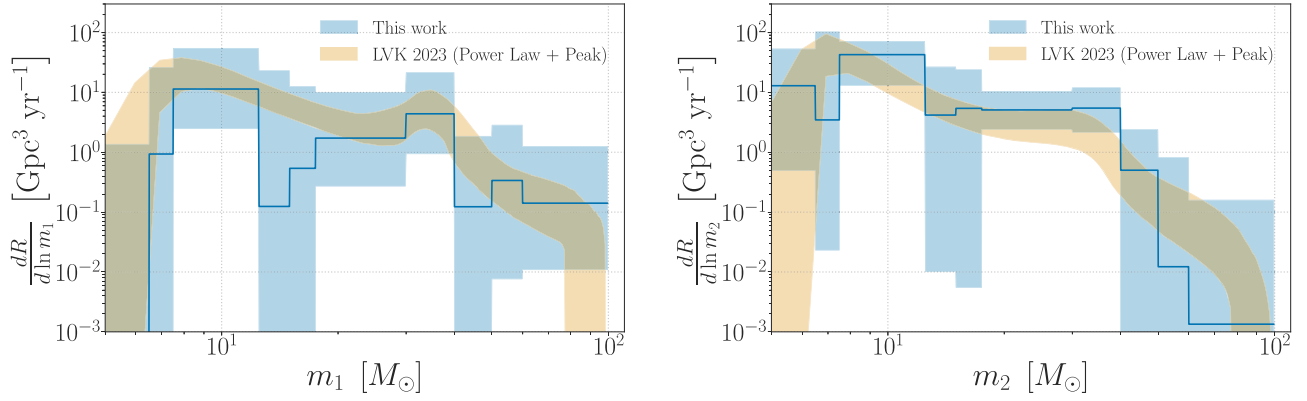 This work
LVK 2023 (Power Law + Peak)
10^2
10^1
10^0
10^{-1}
10^{-2}
10^{-3}
\frac{dR}{d \ln m_1} [Gpc^3 yr^{-1}]
10^1
10^2
m_1 [M_⊙]
This work
LVK 2023 (Power Law + Peak)
10^2
10^1
10^0
10^{-1}
10^{-2}
10^{-3}
\frac{dR}{d \ln m_2} [Gpc^3 yr^{-1}]
10^1
10^2
m_2 [M_⊙]